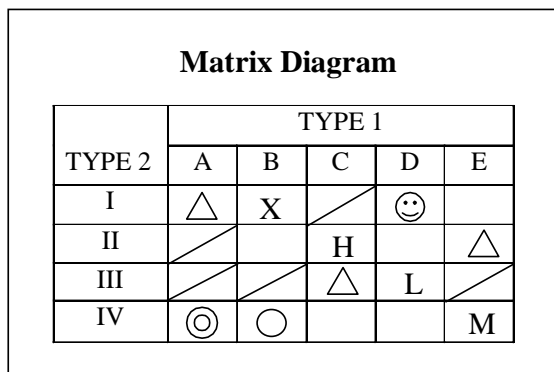 Matrix Diagram
TYPE 1
TYPE 2 A B C D E
I X
II H
III L
IV M